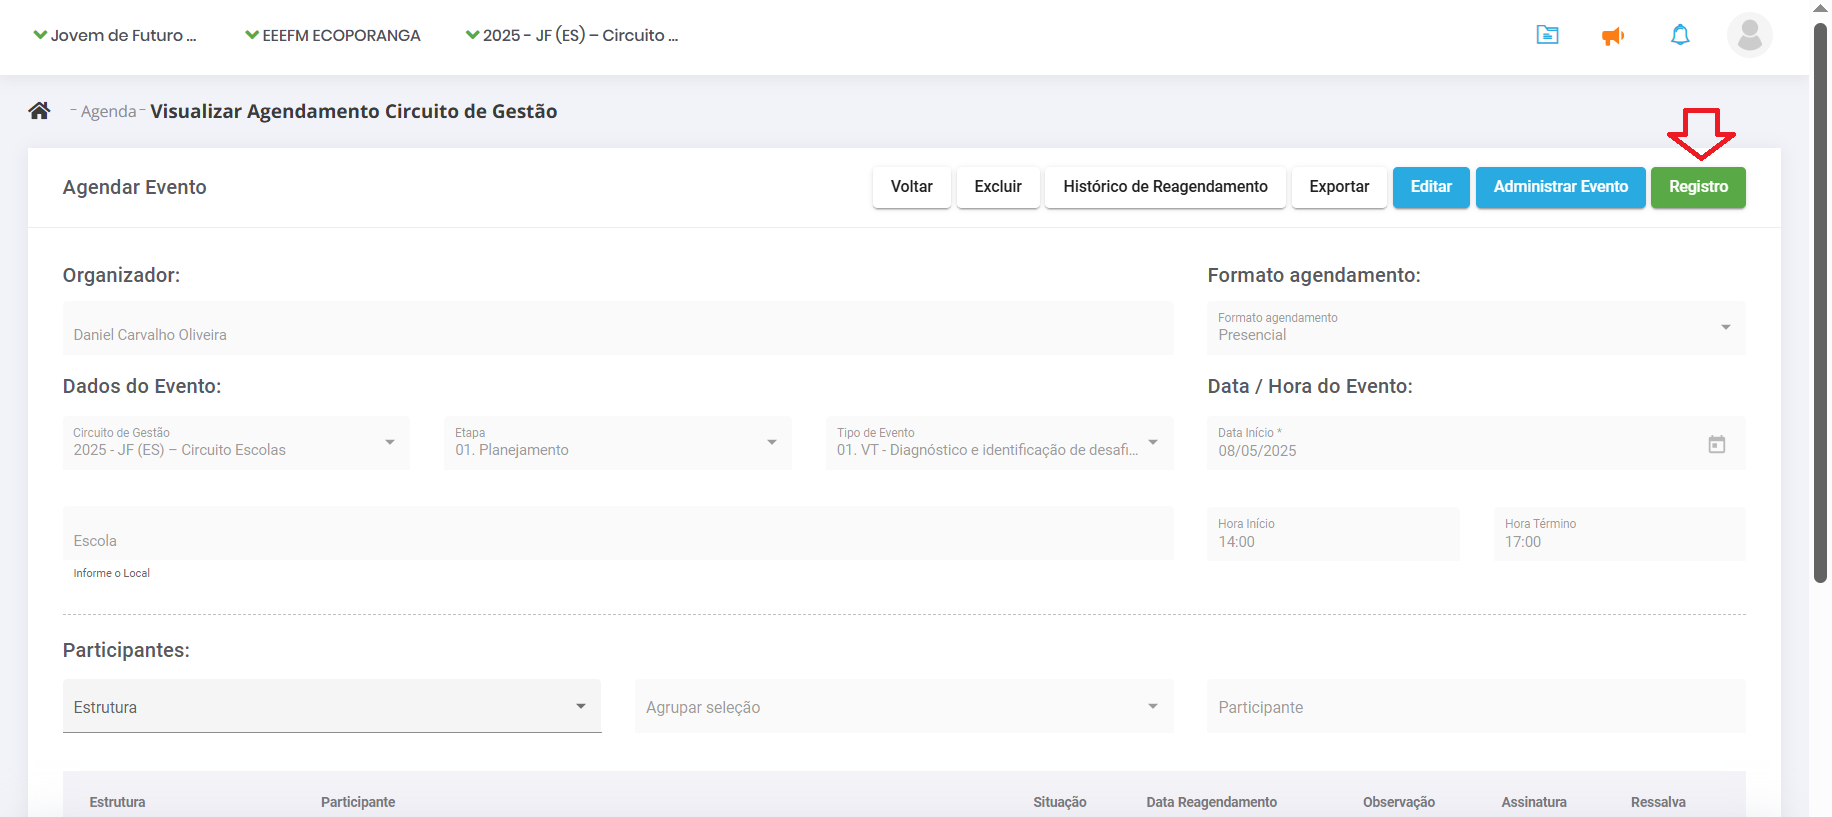 Jovem de Futuro ... EEEFM ECOPORANGA 2025 - JF (ES) – Circuito ...
- Agenda - Visualizar Agendamento Circuito de Gestão
Agendar Evento
Voltar Excluir Histórico de Reagendamento Exportar Editar Administrar Evento Registro
Organizador:
Daniel Carvalho Oliveira
Formato agendamento:
Formato agendamento
Presencial
Dados do Evento:
Circuito de Gestão
2025 - JF (ES) – Circuito Escolas
Etapa
01. Planejamento
Tipo de Evento
01. VT - Diagnóstico e identificação de desafi...
Data / Hora do Evento:
Data Início *
08/05/2025
Escola
Informe o Local
Hora Início
14:00
Hora Término
17:00
Participantes:
Estrutura
Agrupar seleção
Participante
Estrutura Participante Situação Data Reagendamento Observação Assinatura Ressalva